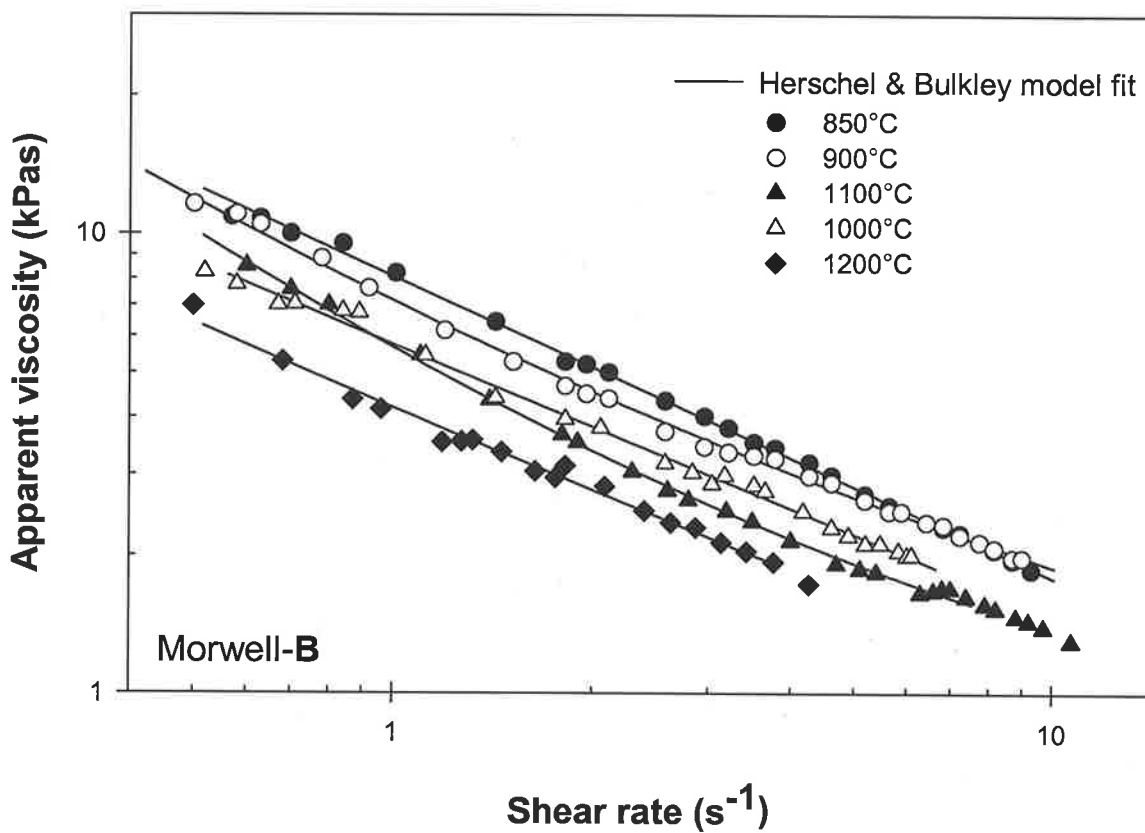 Herschel & Bulkley model fit
850°C
900°C
1100°C
1000°C
1200°C
Apparent viscosity (kPas)
10
1
Morwell-B
1
10
Shear rate (s⁻¹)